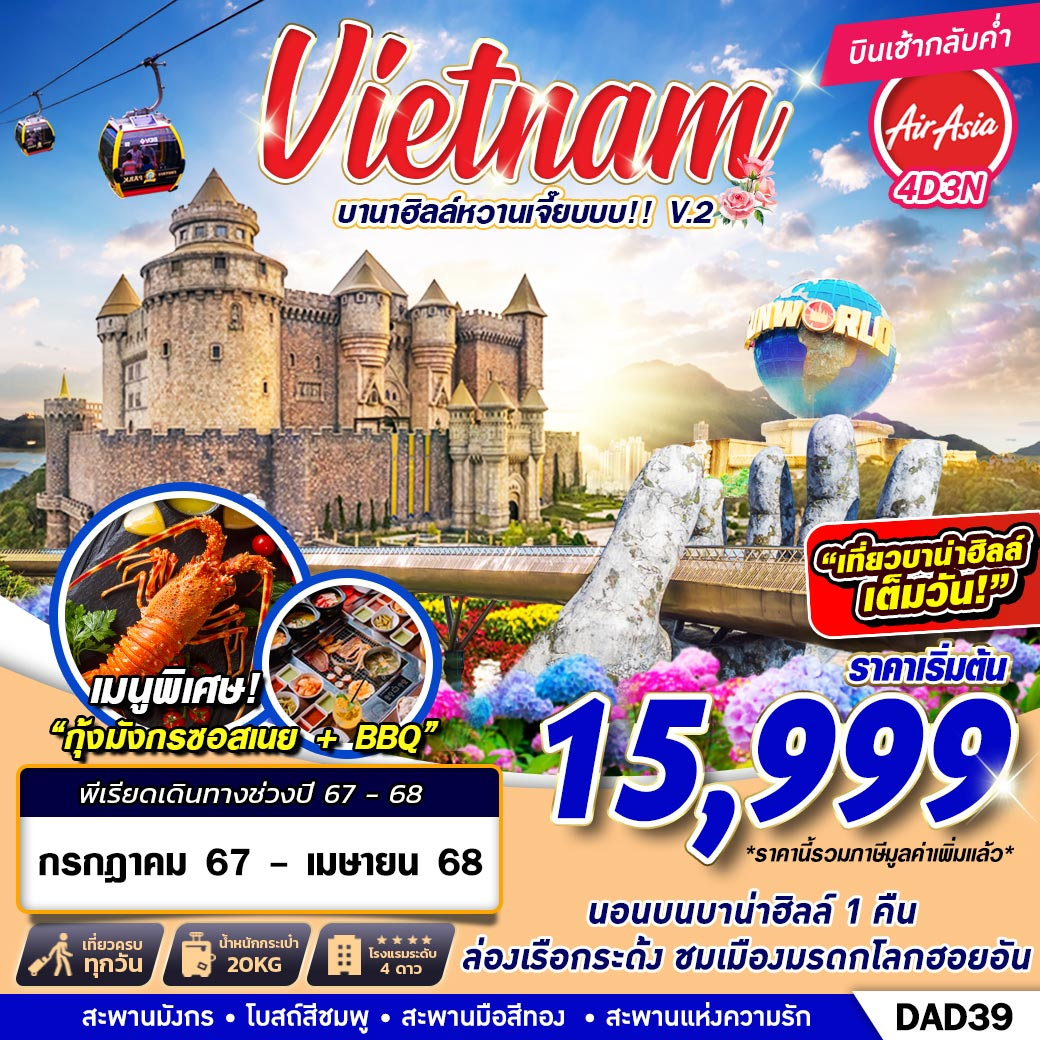 Vietnam
บานาฮิลล์หวานเจี๊ยบบบ!! V.2
บินเช้ากลับค่ำ
AirAsia
4D3N
SUNWORLD
"เที่ยวบาน่าฮิลล์
เต็มวัน!"
เมนูพิเศษ!
"กุ้งมังกรซอสเนย + BBQ"
ราคาเริ่มต้น
15,999
*ราคานี้รวมภาษีมูลค่าเพิ่มแล้ว*
พีเรียดเดินทางช่วงปี 67 - 68
กรกฎาคม 67 - เมษายน 68
นอนบนบาน่าฮิลล์ 1 คืน
ล่องเรือกระด้ง ชมเมืองมรดกโลกฮอยอัน
เที่ยวครบ
ทุกวัน
น้ำหนักกระเป๋า
20KG
โรงแรมระดับ
4 ดาว
สะพานมังกร • โบสถ์สีชมพู • สะพานมือสีทอง • สะพานแห่งความรัก
DAD39